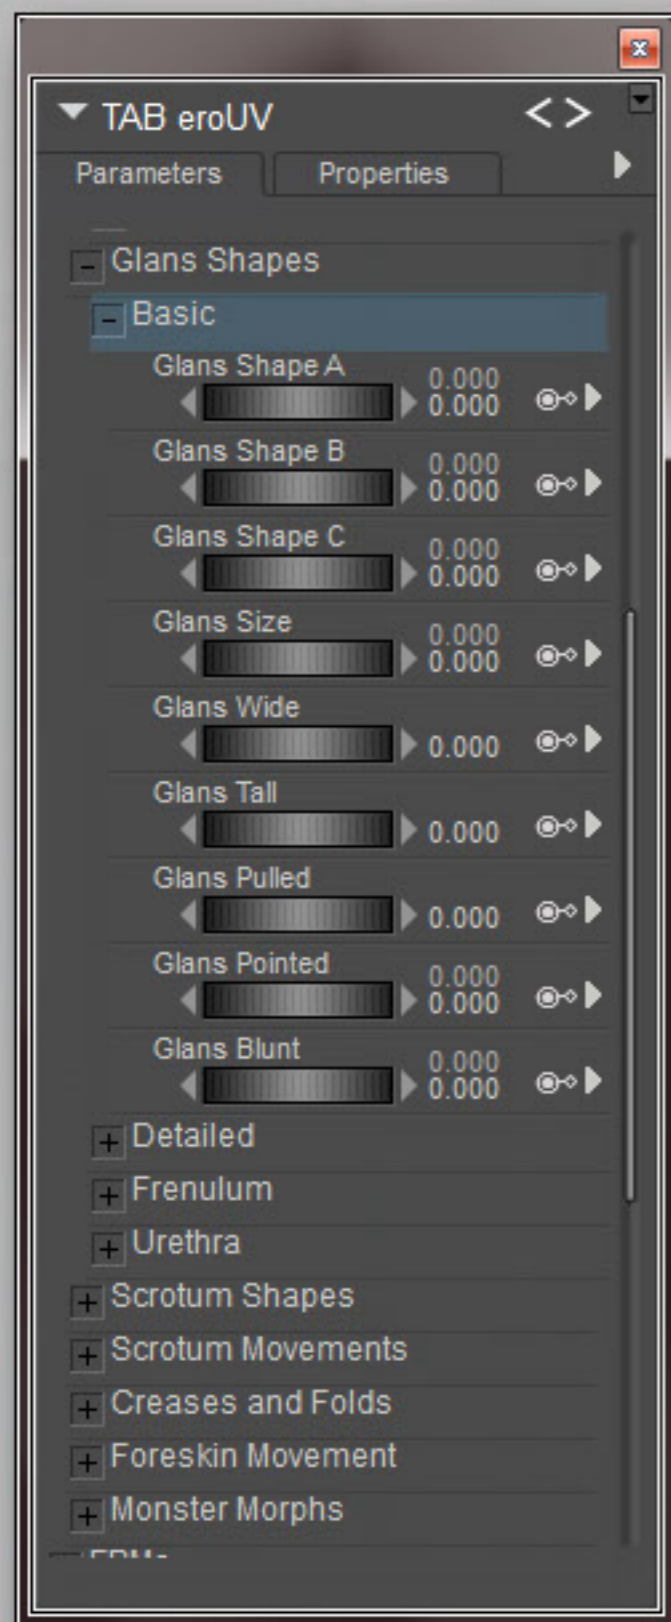 TAB eroUV
Parameters Properties
Glans Shapes
Basic
Glans Shape A
0.000
0.000
Glans Shape B
0.000
0.000
Glans Shape C
0.000
0.000
Glans Size
0.000
0.000
Glans Wide
0.000
Glans Tall
0.000
Glans Pulled
0.000
Glans Pointed
0.000
0.000
Glans Blunt
0.000
0.000
Detailed
Frenulum
Urethra
Scrotum Shapes
Scrotum Movements
Creases and Folds
Foreskin Movement
Monster Morphs